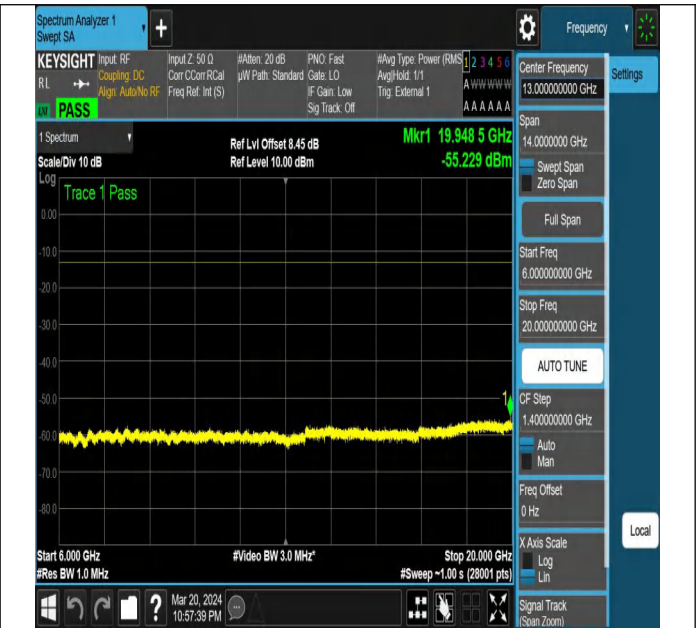 Spectrum Analyzer 1
Swept SA
+
Frequency
KEYSIGHT
Input: RF
Coupling: DC
Align: Auto/No RF
Input Z: 50 Ω
Corr CCorr RCal
Freq Ref: Int (S)
#Atten: 20 dB
µW Path: Standard
PNO: Fast
Gate: LO
IF Gain: Low
Sig Track: Off
#Avg Type: Power (RMS
Avg|Hold: 1/1
Trig: External 1
1 2 3 4 5 6
A W W W W W
A A A A A A
RL
PASS
1 Spectrum
Scale/Div 10 dB
Log
Ref Lvl Offset 8.45 dB
Ref Level 10.00 dBm
Mkr1 19.948 5 GHz
-55.229 dBm
Trace 1 Pass
0.00
-10.0
-20.0
-30.0
-40.0
-50.0
-60.0
-70.0
-80.0
1
Start 6.000 GHz
#Res BW 1.0 MHz
#Video BW 3.0 MHz*
Stop 20.000 GHz
#Sweep ~1.00 s (28001 pts)
?
Mar 20, 2024
10:57:39 PM
Center Frequency
13.000000000 GHz
Settings
Span
14.0000000 GHz
Swept Span
Zero Span
Full Span
Start Freq
6.000000000 GHz
Stop Freq
20.000000000 GHz
AUTO TUNE
CF Step
1.400000000 GHz
Auto
Man
Freq Offset
0 Hz
X Axis Scale
Log
Lin
Local
Signal Track
(Span Zoom)